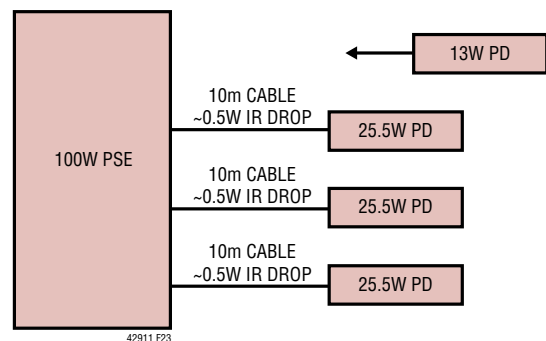 100W PSE
13W PD
10m CABLE
~0.5W IR DROP
25.5W PD
10m CABLE
~0.5W IR DROP
25.5W PD
10m CABLE
~0.5W IR DROP
25.5W PD
42911 F23